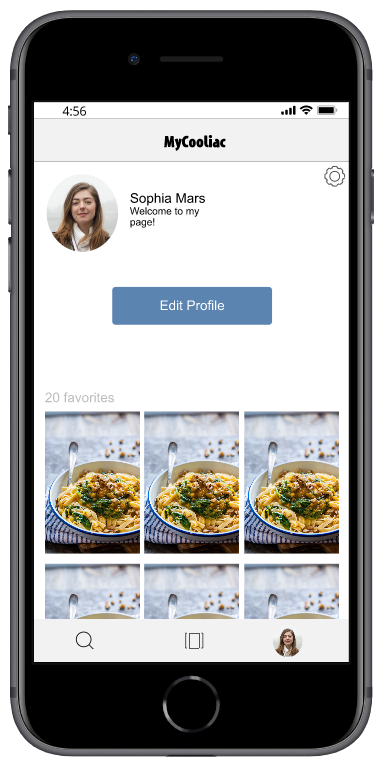 4:56
MyCooliac
Sophia Mars
Welcome to my
page!
Edit Profile
20 favorites